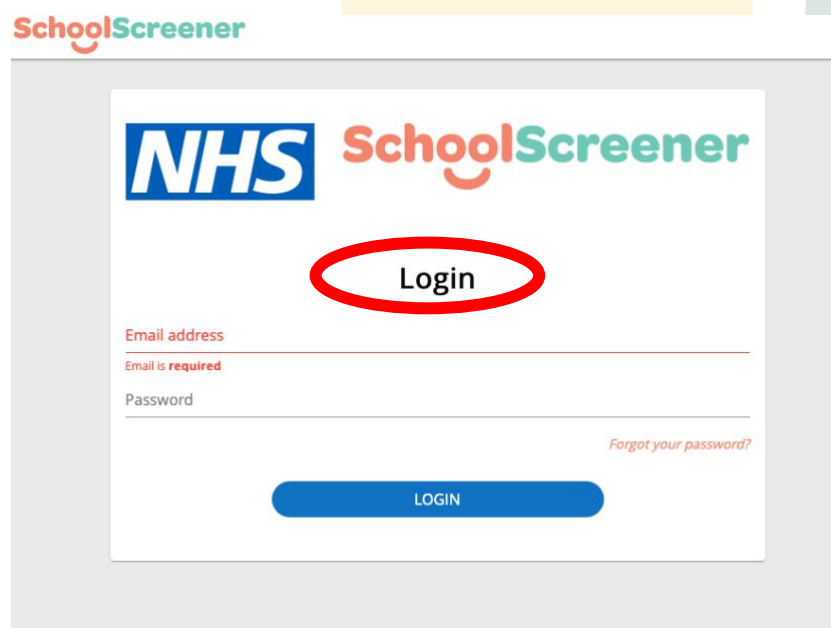 SchoolScreener
NHS SchoolScreener
Login
Email address
Email is required
Password
Forgot your password?
LOGIN